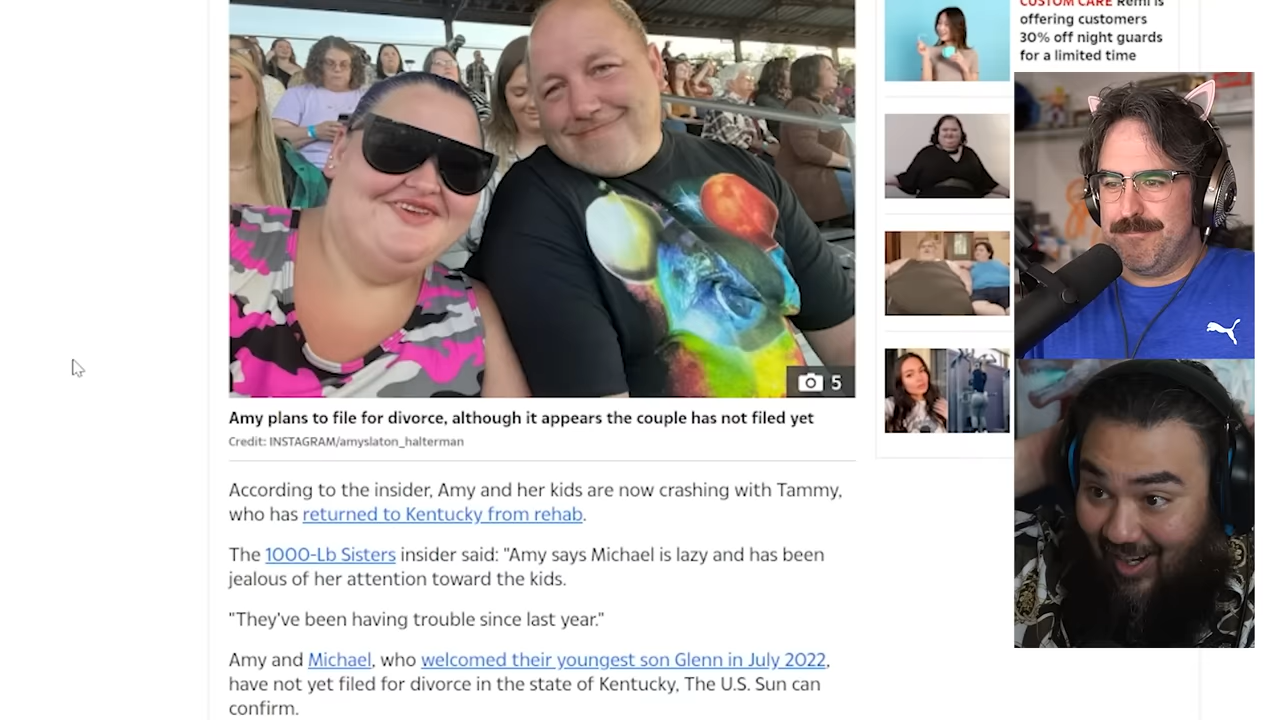 CUSTOM CARE Remi is
offering customers
30% off night guards
for a limited time
5
Amy plans to file for divorce, although it appears the couple has not filed yet
Credit: INSTAGRAM/amyslaton_halterman
According to the insider, Amy and her kids are now crashing with Tammy,
who has returned to Kentucky from rehab.
The 1000-Lb Sisters insider said: "Amy says Michael is lazy and has been
jealous of her attention toward the kids.
"They've been having trouble since last year."
Amy and Michael, who welcomed their youngest son Glenn in July 2022,
have not yet filed for divorce in the state of Kentucky, The U.S. Sun can
confirm.